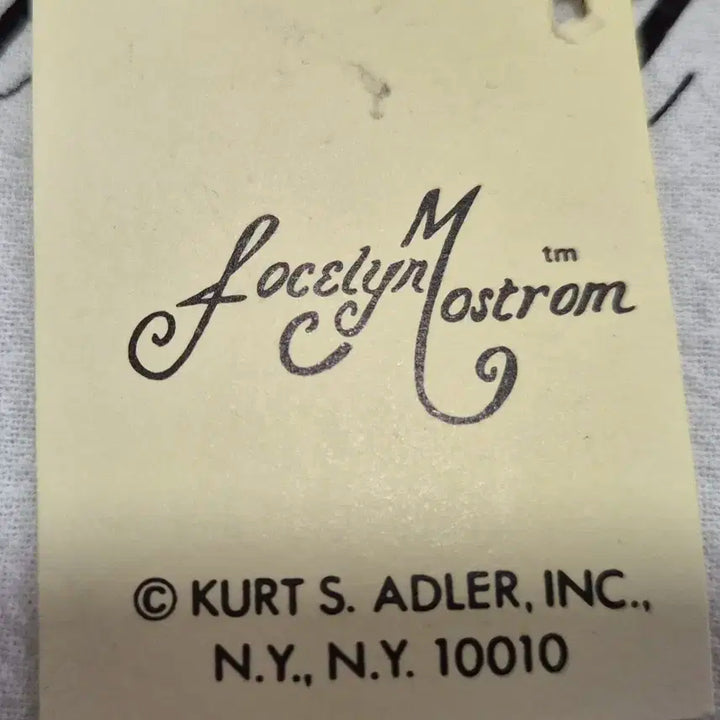 Jocelyn Mostrom tm
© KURT S. ADLER, INC.,
N.Y., N.Y. 10010